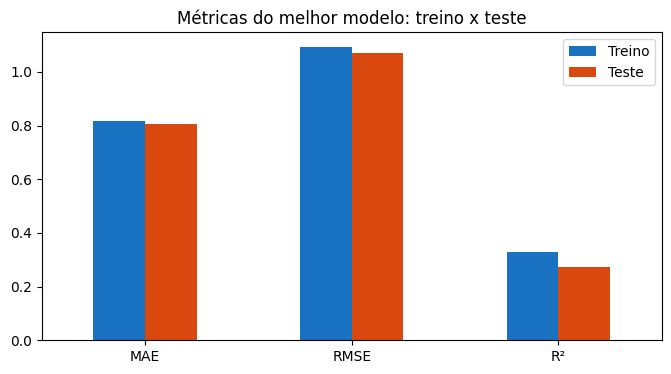 Métricas do melhor modelo: treino x teste
Treino
Teste
1.0
0.8
0.6
0.4
0.2
0.0
MAE
RMSE
R²